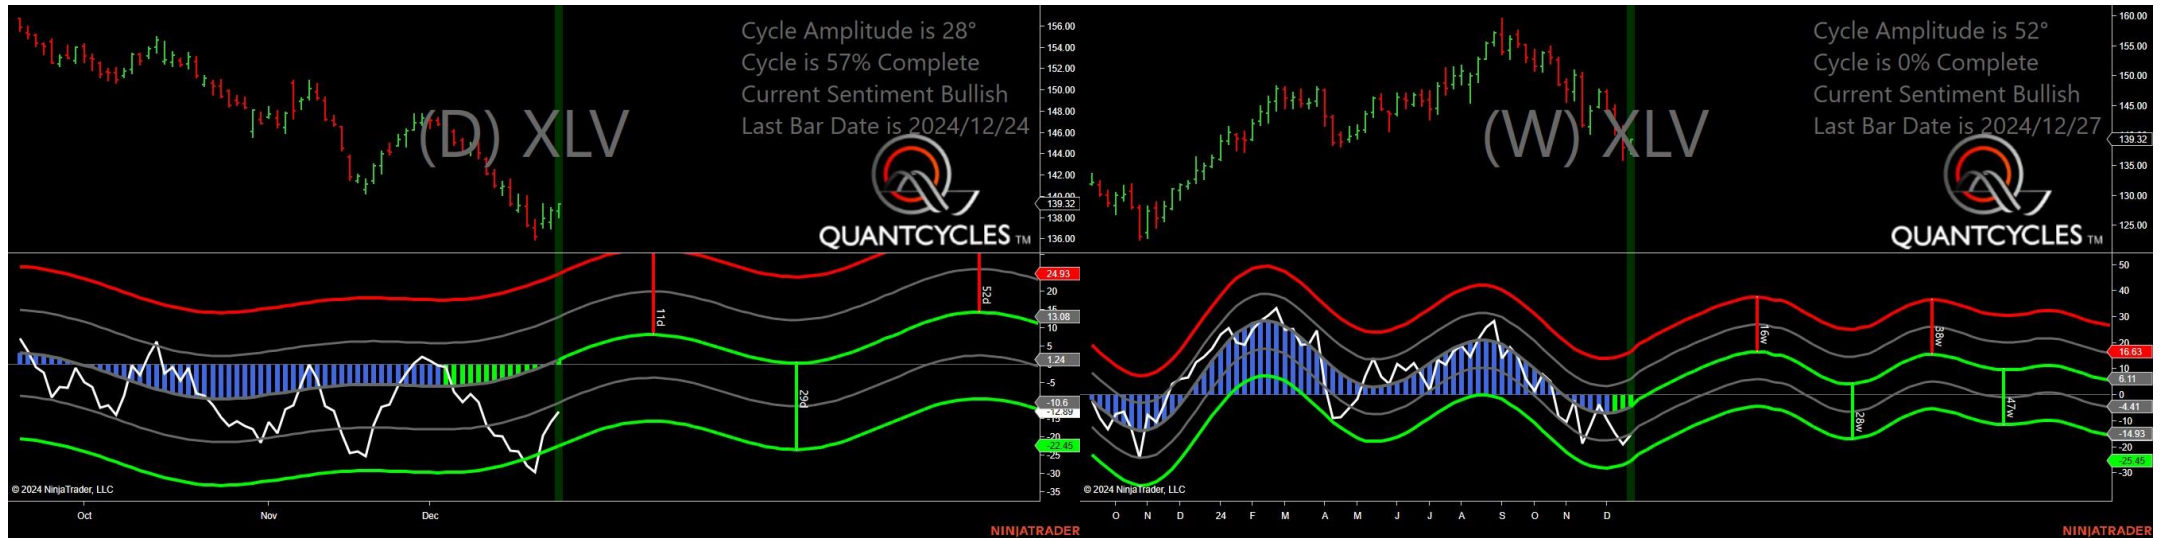 Cycle Amplitude is 28°
Cycle is 57% Complete
Current Sentiment Bullish
Last Bar Date is 2024/12/24
(D) XLV
QUANTCYCLES TM
156.00
154.00
152.00
150.00
148.00
146.00
144.00
142.00
140.00
139.32
138.00
136.00
24.93
20
15
13.08
10
5
1.24
-5
-10.6
-12.89
-15
-20
-22.45
-25
-30
-35
11d
29d
52d
© 2024 NinjaTrader, LLC
Oct Nov Dec
NINJATRADER
Cycle Amplitude is 52°
Cycle is 0% Complete
Current Sentiment Bullish
Last Bar Date is 2024/12/27
(W) XLV
QUANTCYCLES TM
160.00
155.00
150.00
145.00
139.32
135.00
130.00
125.00
50
40
30
20
16.63
10
6.11
0
-4.41
-10
-14.93
-20
-25.45
-30
16w
28w
38w
47w
© 2024 NinjaTrader, LLC
O N D 24 F M A M J J A S O N D
NINJATRADER